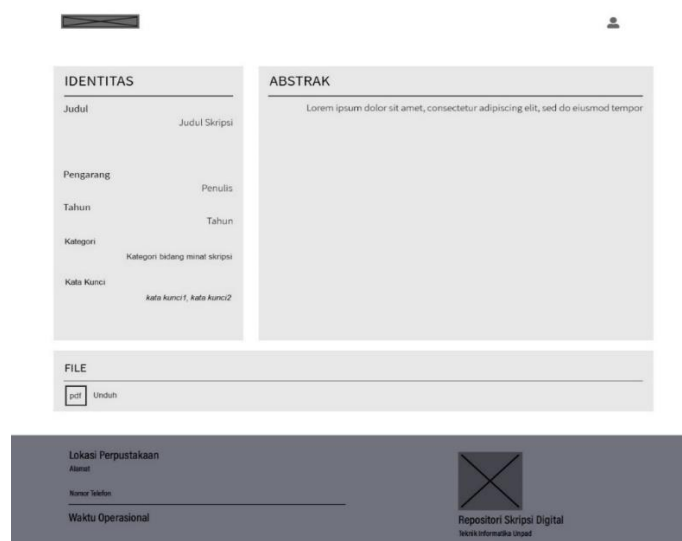 IDENTITAS
Judul
Judul Skripsi
Pengarang
Penulis
Tahun
Tahun
Kategori
Kategori bidang minat skripsi
Kata Kunci
kata kunci1, kata kunci2
ABSTRAK
Lorem ipsum dolor sit amet, consectetur adipiscing elit, sed do eiusmod tempor
FILE
pdf Unduh
Lokasi Perpustakaan
Alamat
Nomor Telefon
Waktu Operasional
Repositori Skripsi Digital
Teknik Informatika Unpad